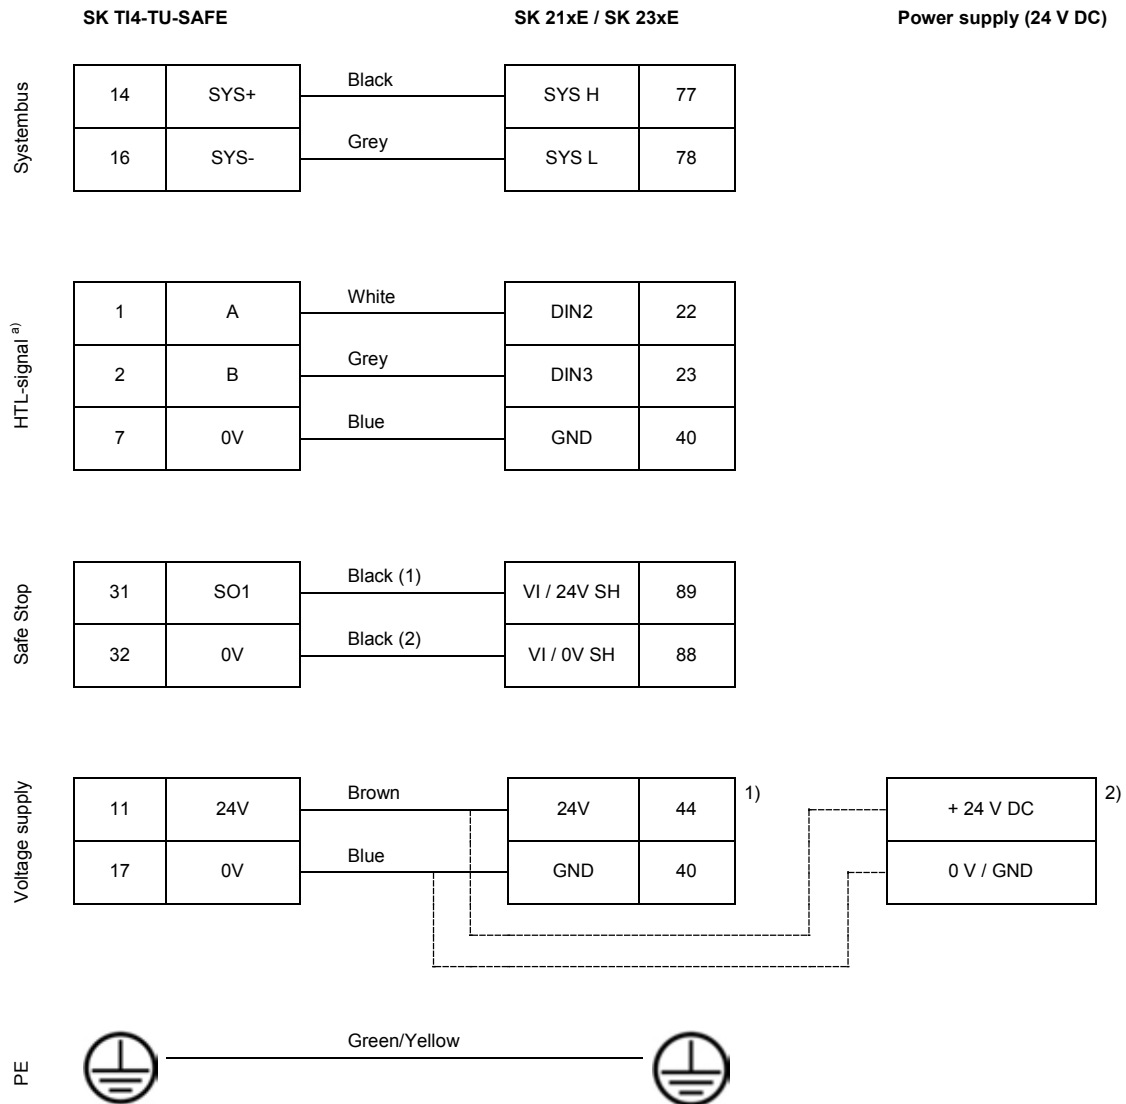 SK TI4-TU-SAFE SK 21xE / SK 23xE Power supply (24 V DC)
Systembus
14 SYS+ Black SYS H 77
16 SYS- Grey SYS L 78
HTL-signal a)
1 A White DIN2 22
2 B Grey DIN3 23
7 0V Blue GND 40
Safe Stop
31 SO1 Black (1) VI / 24V SH 89
32 0V Black (2) VI / 0V SH 88
Voltage supply
11 24V Brown 24V 44 1) + 24 V DC 2)
17 0V Blue GND 40 0 V / GND
PE
Green/Yellow